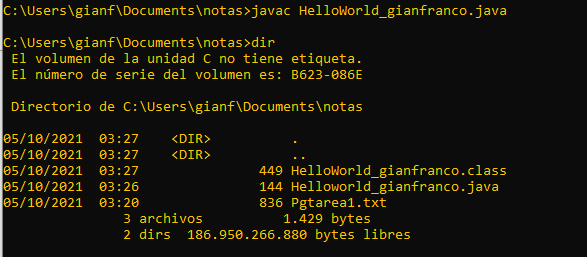 C:\Users\gianf\Documents\notas>javac HelloWorld_gianfranco.java
C:\Users\gianf\Documents\notas>dir
El volumen de la unidad C no tiene etiqueta.
El número de serie del volumen es: B623-086E
Directorio de C:\Users\gianf\Documents\notas
05/10/2021  03:27    <DIR>          .
05/10/2021  03:27    <DIR>          ..
05/10/2021  03:27               449 HelloWorld_gianfranco.class
05/10/2021  03:26               144 Helloworld_gianfranco.java
05/10/2021  03:20               836 Pgtarea1.txt
3 archivos          1.429 bytes
2 dirs  186.950.266.880 bytes libres